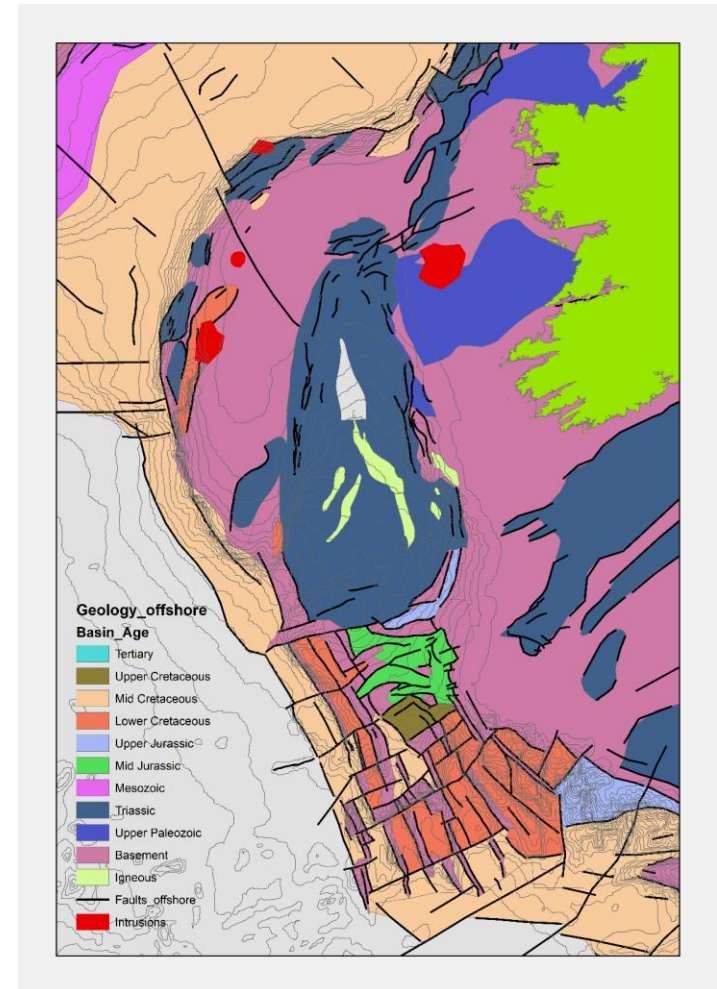 Geology_offshore
Basin_Age
Tertiary
Upper Cretaceous
Mid Cretaceous
Lower Cretaceous
Upper Jurassic
Mid Jurassic
Mesozoic
Triassic
Upper Paleozoic
Basement
Igneous
Faults_offshore
Intrusions